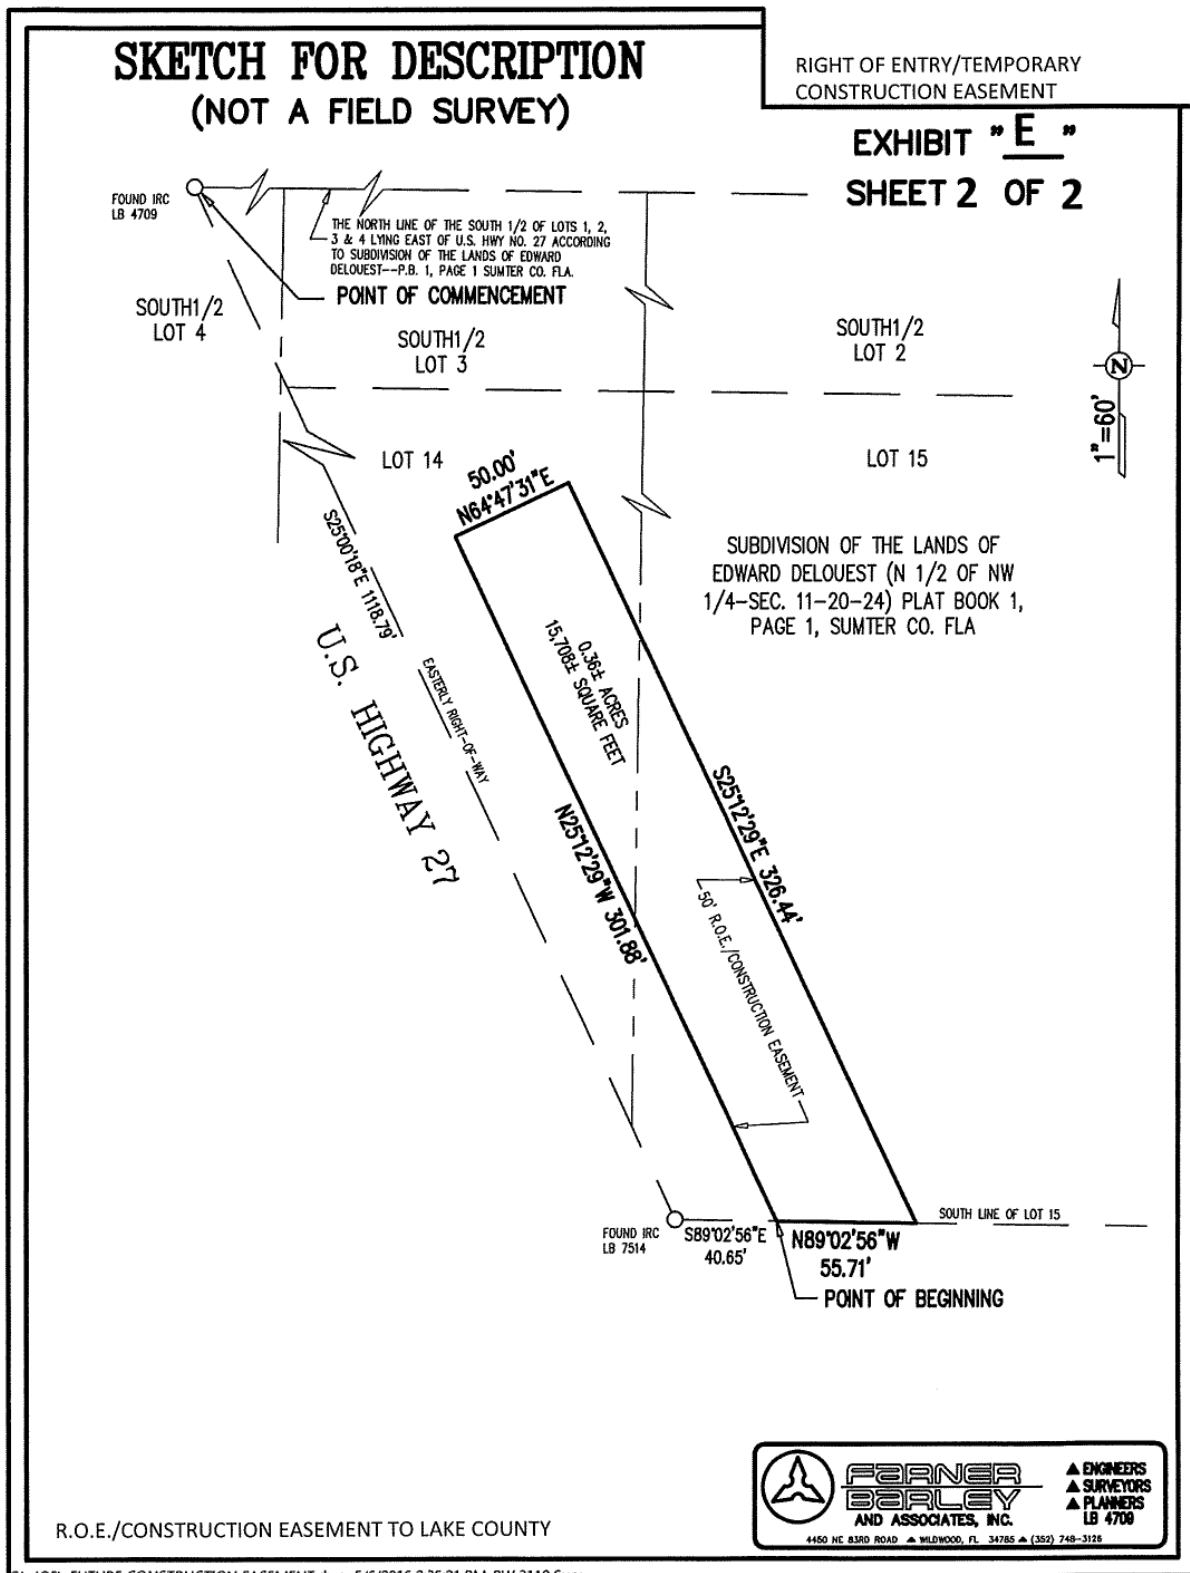 SKETCH FOR DESCRIPTION
(NOT A FIELD SURVEY)
RIGHT OF ENTRY/TEMPORARY
CONSTRUCTION EASEMENT
EXHIBIT "E"
SHEET 2 OF 2
FOUND IRC
LB 4709
THE NORTH LINE OF THE SOUTH 1/2 OF LOTS 1, 2,
3 & 4 LYING EAST OF U.S. HWY NO. 27 ACCORDING
TO SUBDIVISION OF THE LANDS OF EDWARD
DELOUEST--P.B. 1, PAGE 1 SUMTER CO. FLA.
POINT OF COMMENCEMENT
SOUTH1/2
LOT 4
SOUTH1/2
LOT 3
SOUTH1/2
LOT 2
N
1"=60'
LOT 14
LOT 15
50.00'
N64°47'31"E
S25°00'18"E 1118.79'
SUBDIVISION OF THE LANDS OF
EDWARD DELOUEST (N 1/2 OF NW
1/4-SEC. 11-20-24) PLAT BOOK 1,
PAGE 1, SUMTER CO. FLA
U.S. HIGHWAY 27
EASTERLY RIGHT-OF-WAY
0.36± ACRES
15,708± SQUARE FEET
N25°12'29"W 301.88'
S25°12'29"E 326.44'
50' R.O.E./CONSTRUCTION EASEMENT
SOUTH LINE OF LOT 15
FOUND IRC
LB 7514
S89°02'56"E
40.65'
N89°02'56"W
55.71'
POINT OF BEGINNING
R.O.E./CONSTRUCTION EASEMENT TO LAKE COUNTY
FARNER
BARLEY
AND ASSOCIATES, INC.
▲ ENGINEERS
▲ SURVEYORS
▲ PLANNERS
LB 4709
4450 NE 83RD ROAD ▲ WILDWOOD, FL 34785 ▲ (352) 748-3126